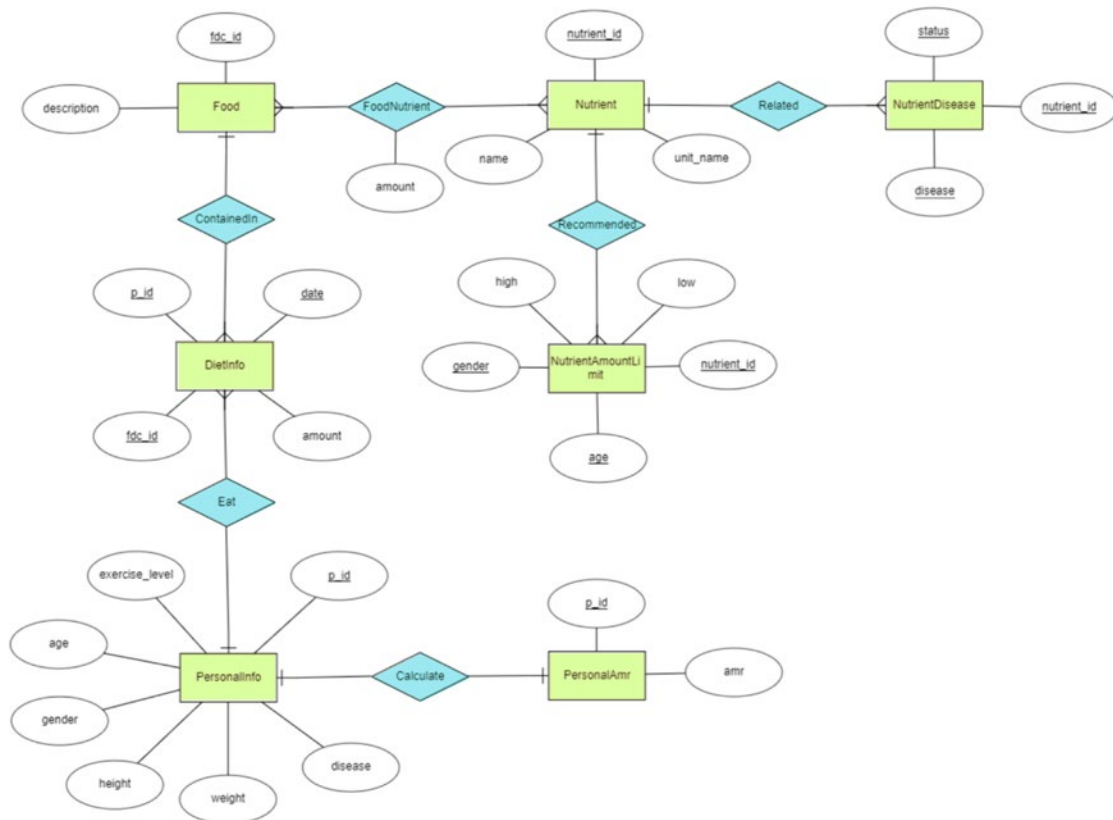 fdc_id
nutrient_id
status
description
Food
FoodNutrient
Nutrient
Related
NutrientDisease
nutrient_id
name
unit_name
amount
disease
ContainedIn
Recommended
high
low
p_id
date
DietInfo
gender
NutrientAmountLi
mit
nutrient_id
fdc_id
amount
age
Eat
exercise_level
p_id
p_id
age
PersonalInfo
Calculate
PersonalAmr
amr
gender
disease
height
weight